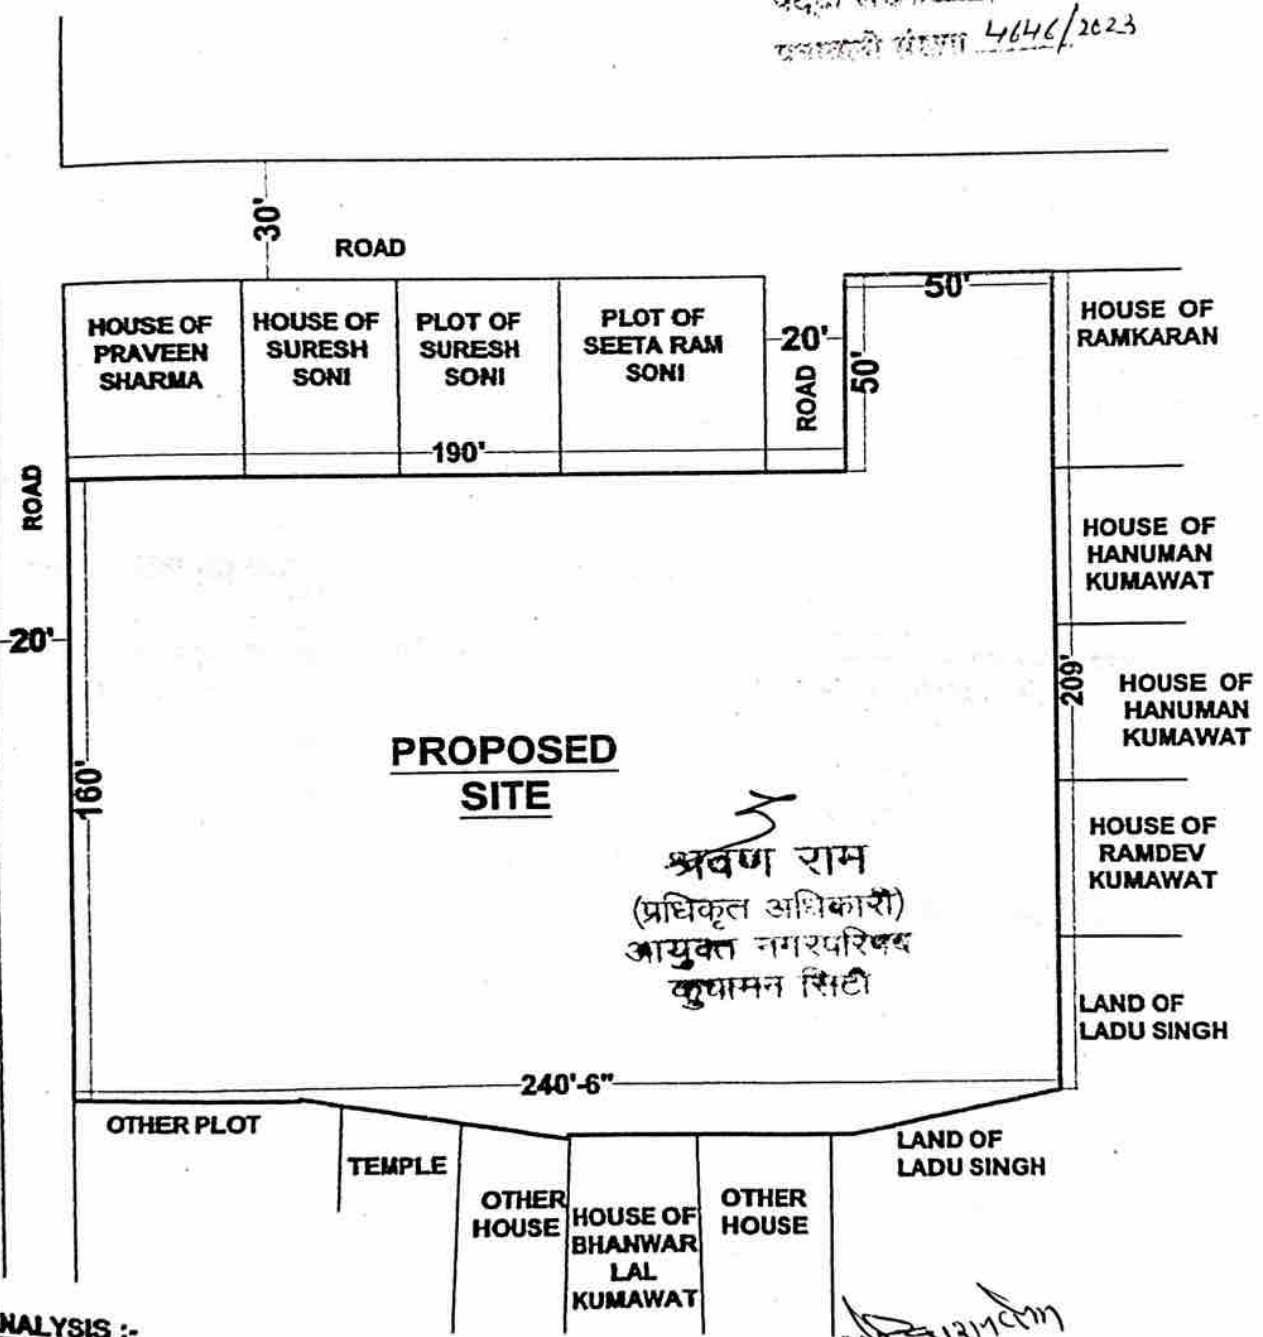 4646/2023
30'
ROAD
HOUSE OF
PRAVEEN
SHARMA
HOUSE OF
SURESH
SONI
PLOT OF
SURESH
SONI
PLOT OF
SEETA RAM
SONI
20'
ROAD
50'
50'
HOUSE OF
RAMKARAN
190'
ROAD
HOUSE OF
HANUMAN
KUMAWAT
20'
209'
HOUSE OF
HANUMAN
KUMAWAT
160'
PROPOSED
SITE
श्रवण राम
(प्रधिकृत अधिकारी)
आयुक्त नगरपरिषद
कुचामन सिटी
HOUSE OF
RAMDEV
KUMAWAT
LAND OF
LADU SINGH
240'-6"
OTHER PLOT
TEMPLE
OTHER
HOUSE
HOUSE OF
BHANWAR
LAL
KUMAWAT
OTHER
HOUSE
LAND OF
LADU SINGH
NALYSIS :-